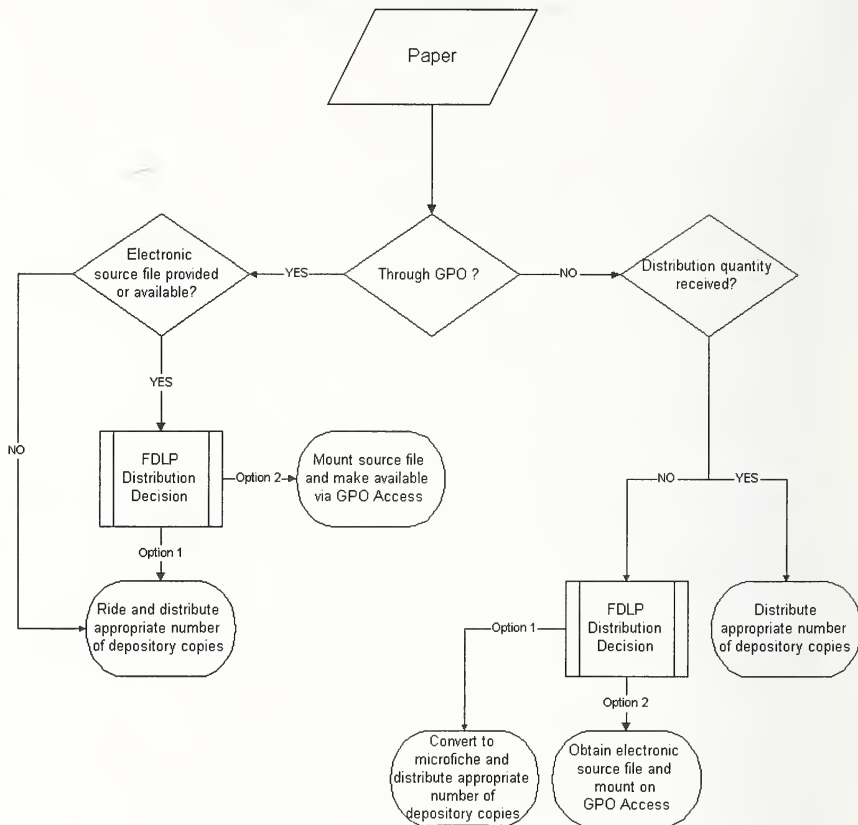 Paper
Electronic
source file provided
or available?
YES
Through GPO ?
NO
Distribution quantity
received?
YES
NO
FDLP
Distribution
Decision
Option 2
Mount source file
and make available
via GPO Access
NO
YES
Option 1
Ride and distribute
appropriate number
of depository copies
Option 1
FDLP
Distribution
Decision
Distribute
appropriate number
of depository copies
Option 2
Convert to
microfiche and
distribute appropriate
number of
depository copies
Obtain electronic
source file and
mount on
GPO Access